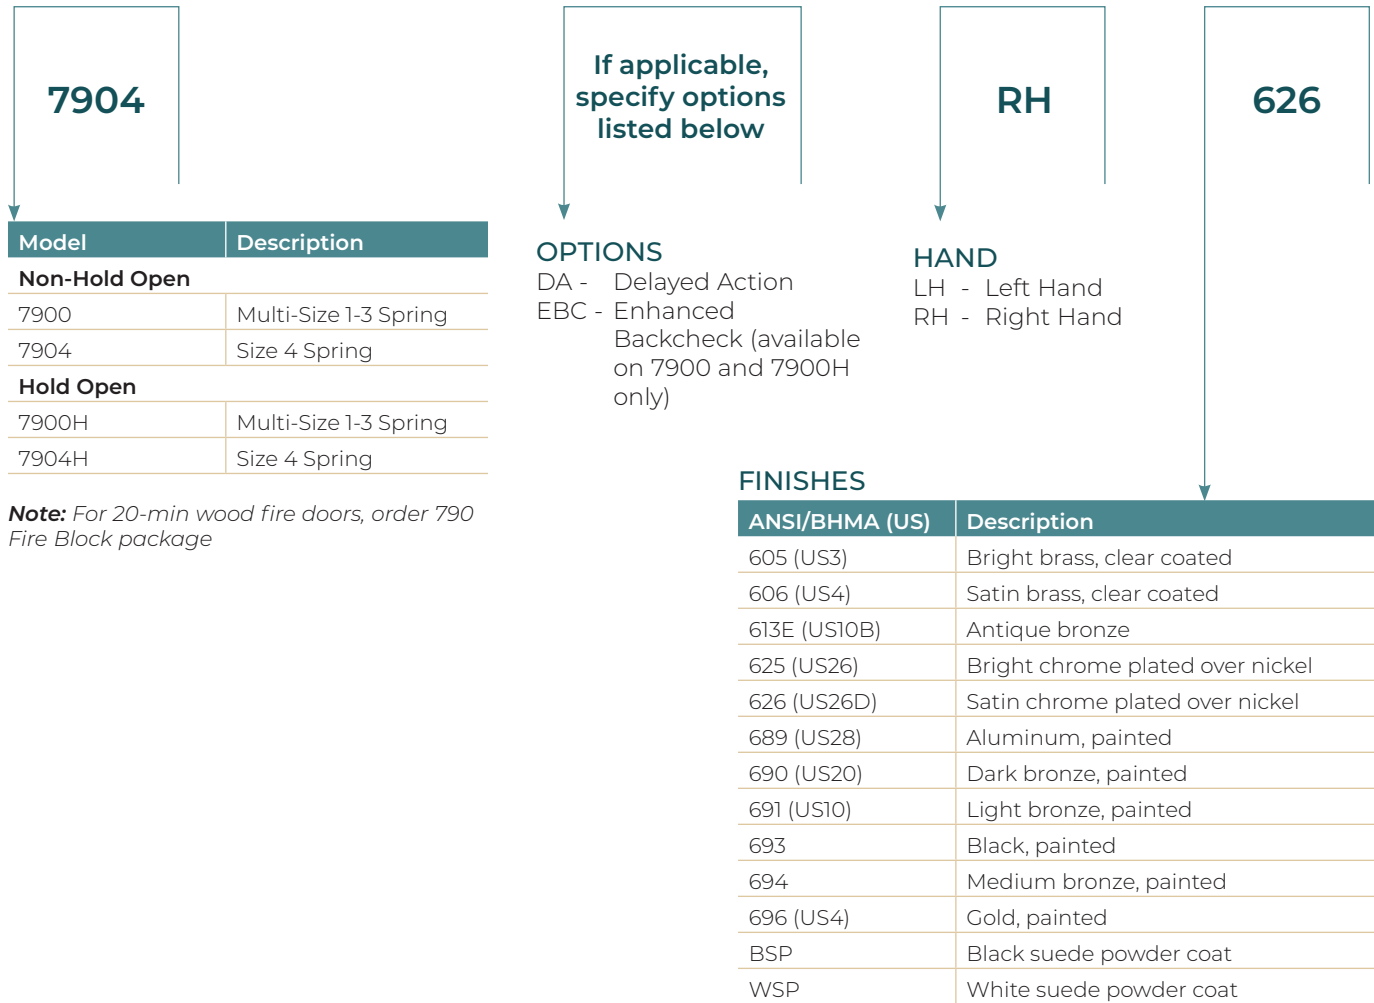 7904
If applicable,
specify options
listed below
RH
626
Model Description
Non-Hold Open
7900 Multi-Size 1-3 Spring
7904 Size 4 Spring
Hold Open
7900H Multi-Size 1-3 Spring
7904H Size 4 Spring
Note: For 20-min wood fire doors, order 790
Fire Block package
OPTIONS
DA - Delayed Action
EBC - Enhanced
Backcheck (available
on 7900 and 7900H
only)
HAND
LH - Left Hand
RH - Right Hand
FINISHES
ANSI/BHMA (US) Description
605 (US3) Bright brass, clear coated
606 (US4) Satin brass, clear coated
613E (US10B) Antique bronze
625 (US26) Bright chrome plated over nickel
626 (US26D) Satin chrome plated over nickel
689 (US28) Aluminum, painted
690 (US20) Dark bronze, painted
691 (US10) Light bronze, painted
693 Black, painted
694 Medium bronze, painted
696 (US4) Gold, painted
BSP Black suede powder coat
WSP White suede powder coat